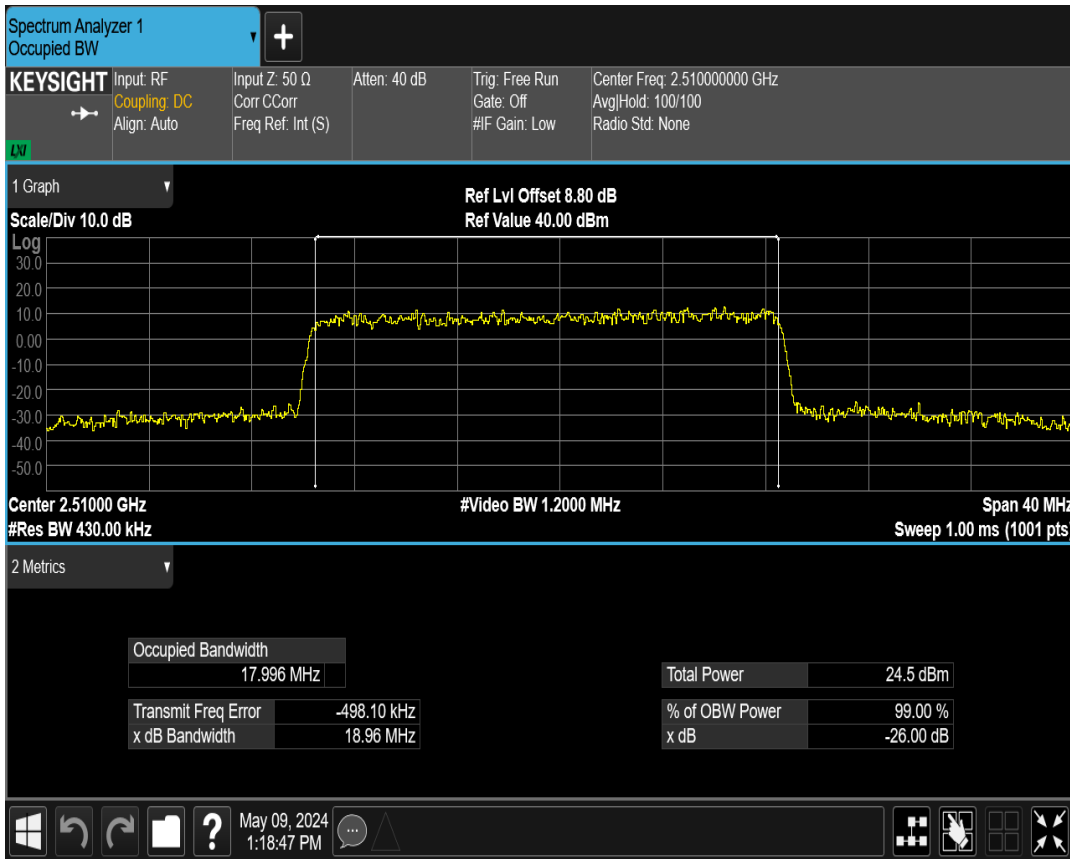 Spectrum Analyzer 1
Occupied BW
+
KEYSIGHT
LXI
Input: RF
Coupling: DC
Align: Auto
Input Z: 50 Ω
Corr CCorr
Freq Ref: Int (S)
Atten: 40 dB
Trig: Free Run
Gate: Off
#IF Gain: Low
Center Freq: 2.510000000 GHz
Avg|Hold: 100/100
Radio Std: None
1 Graph
Scale/Div 10.0 dB
Ref Lvl Offset 8.80 dB
Ref Value 40.00 dBm
Log
30.0
20.0
10.0
0.00
-10.0
-20.0
-30.0
-40.0
-50.0
Center 2.51000 GHz
#Video BW 1.2000 MHz
Span 40 MHz
#Res BW 430.00 kHz
Sweep 1.00 ms (1001 pts)
2 Metrics
Occupied Bandwidth
17.996 MHz
Transmit Freq Error -498.10 kHz
x dB Bandwidth 18.96 MHz
Total Power 24.5 dBm
% of OBW Power 99.00 %
x dB -26.00 dB
?
May 09, 2024
1:18:47 PM